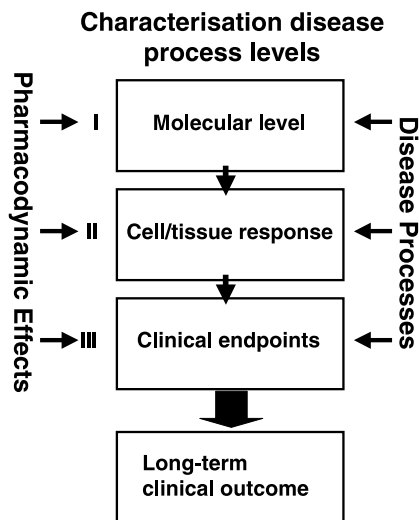 Characterisation disease
process levels
Pharmacodynamic Effects
Disease Processes
I
Molecular level
II
Cell/tissue response
III
Clinical endpoints
Long-term
clinical outcome